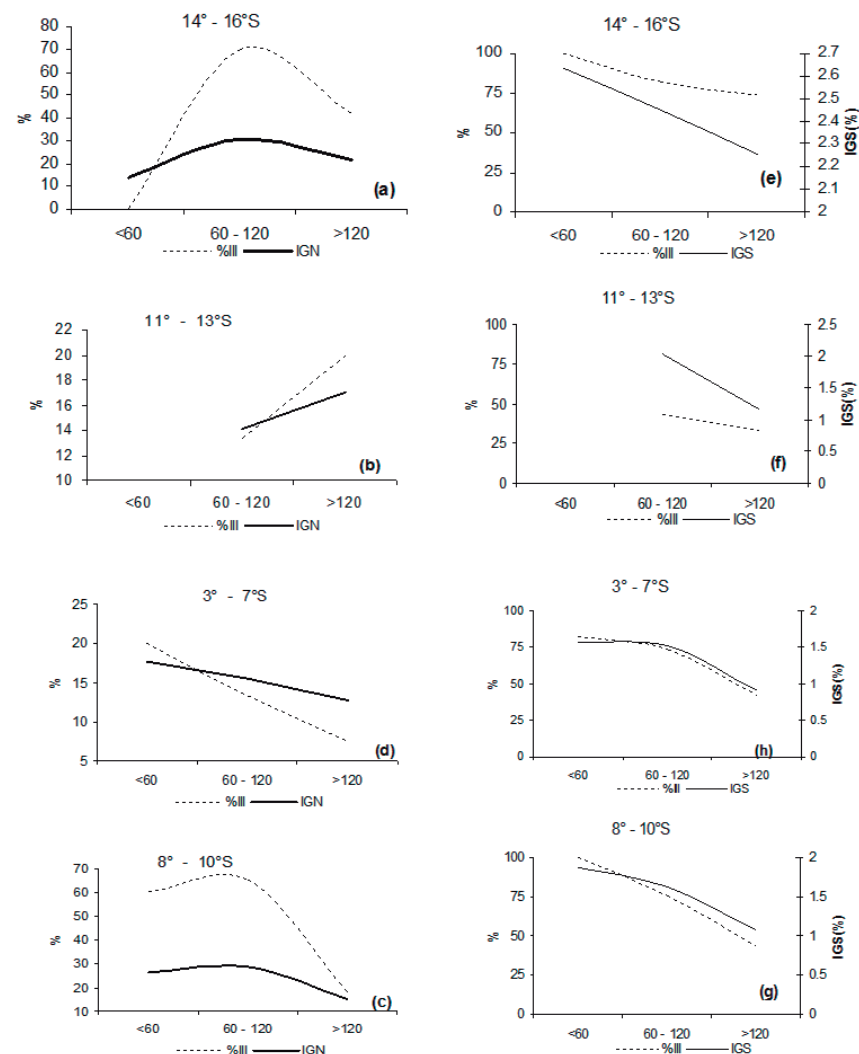 14° - 16°S
80
70
60
50
40
30
20
10
0
%
(a)
<60 60 - 120 >120
%III IGN
14° - 16°S
100
75
50
25
0
%
2.7
2.6
2.5
2.4
2.3
2.2
2.1
2
IGS(%)
(e)
<60 60 - 120 >120
%III IGS
11° - 13°S
22
20
18
16
14
12
10
%
(b)
<60 60 - 120 >120
%III IGN
11° - 13°S
100
75
50
25
0
%
2.5
2
1.5
1
0.5
0
IGS(%)
(f)
<60 60 - 120 >120
%III IGS
3° - 7°S
25
20
15
10
5
%
(d)
<60 60 - 120 >120
%III IGN
3° - 7°S
100
75
50
25
0
%
2
1.5
1
0.5
0
IGS(%)
(h)
<60 60 - 120 >120
%III IGS
8° - 10°S
70
60
50
40
30
20
10
%
(c)
<60 60 - 120 >120
%III IGN
8° - 10°S
100
75
50
25
0
%
2
1.5
1
0.5
0
IGS(%)
(g)
<60 60 - 120 >120
%III IGS